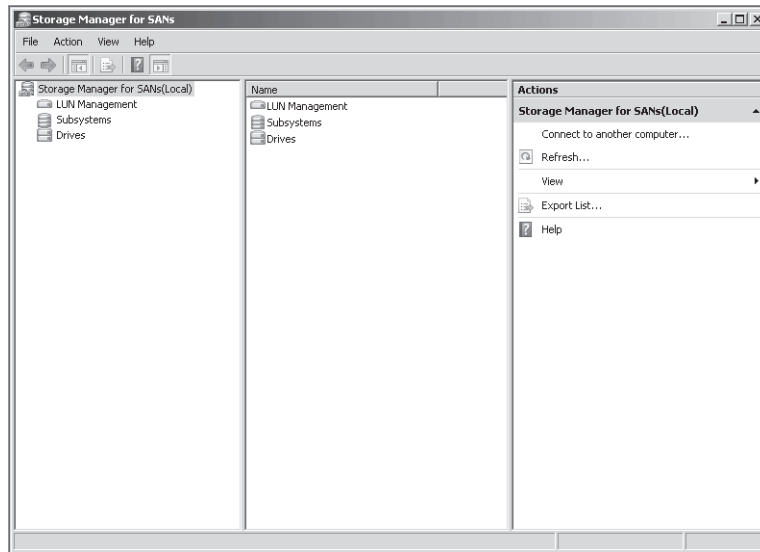 Storage Manager for SANs
File Action View Help
Storage Manager for SANs(Local)
LUN Management
Subsystems
Drives
Name
LUN Management
Subsystems
Drives
Actions
Storage Manager for SANs(Local)
Connect to another computer...
Refresh...
View
Export List...
Help